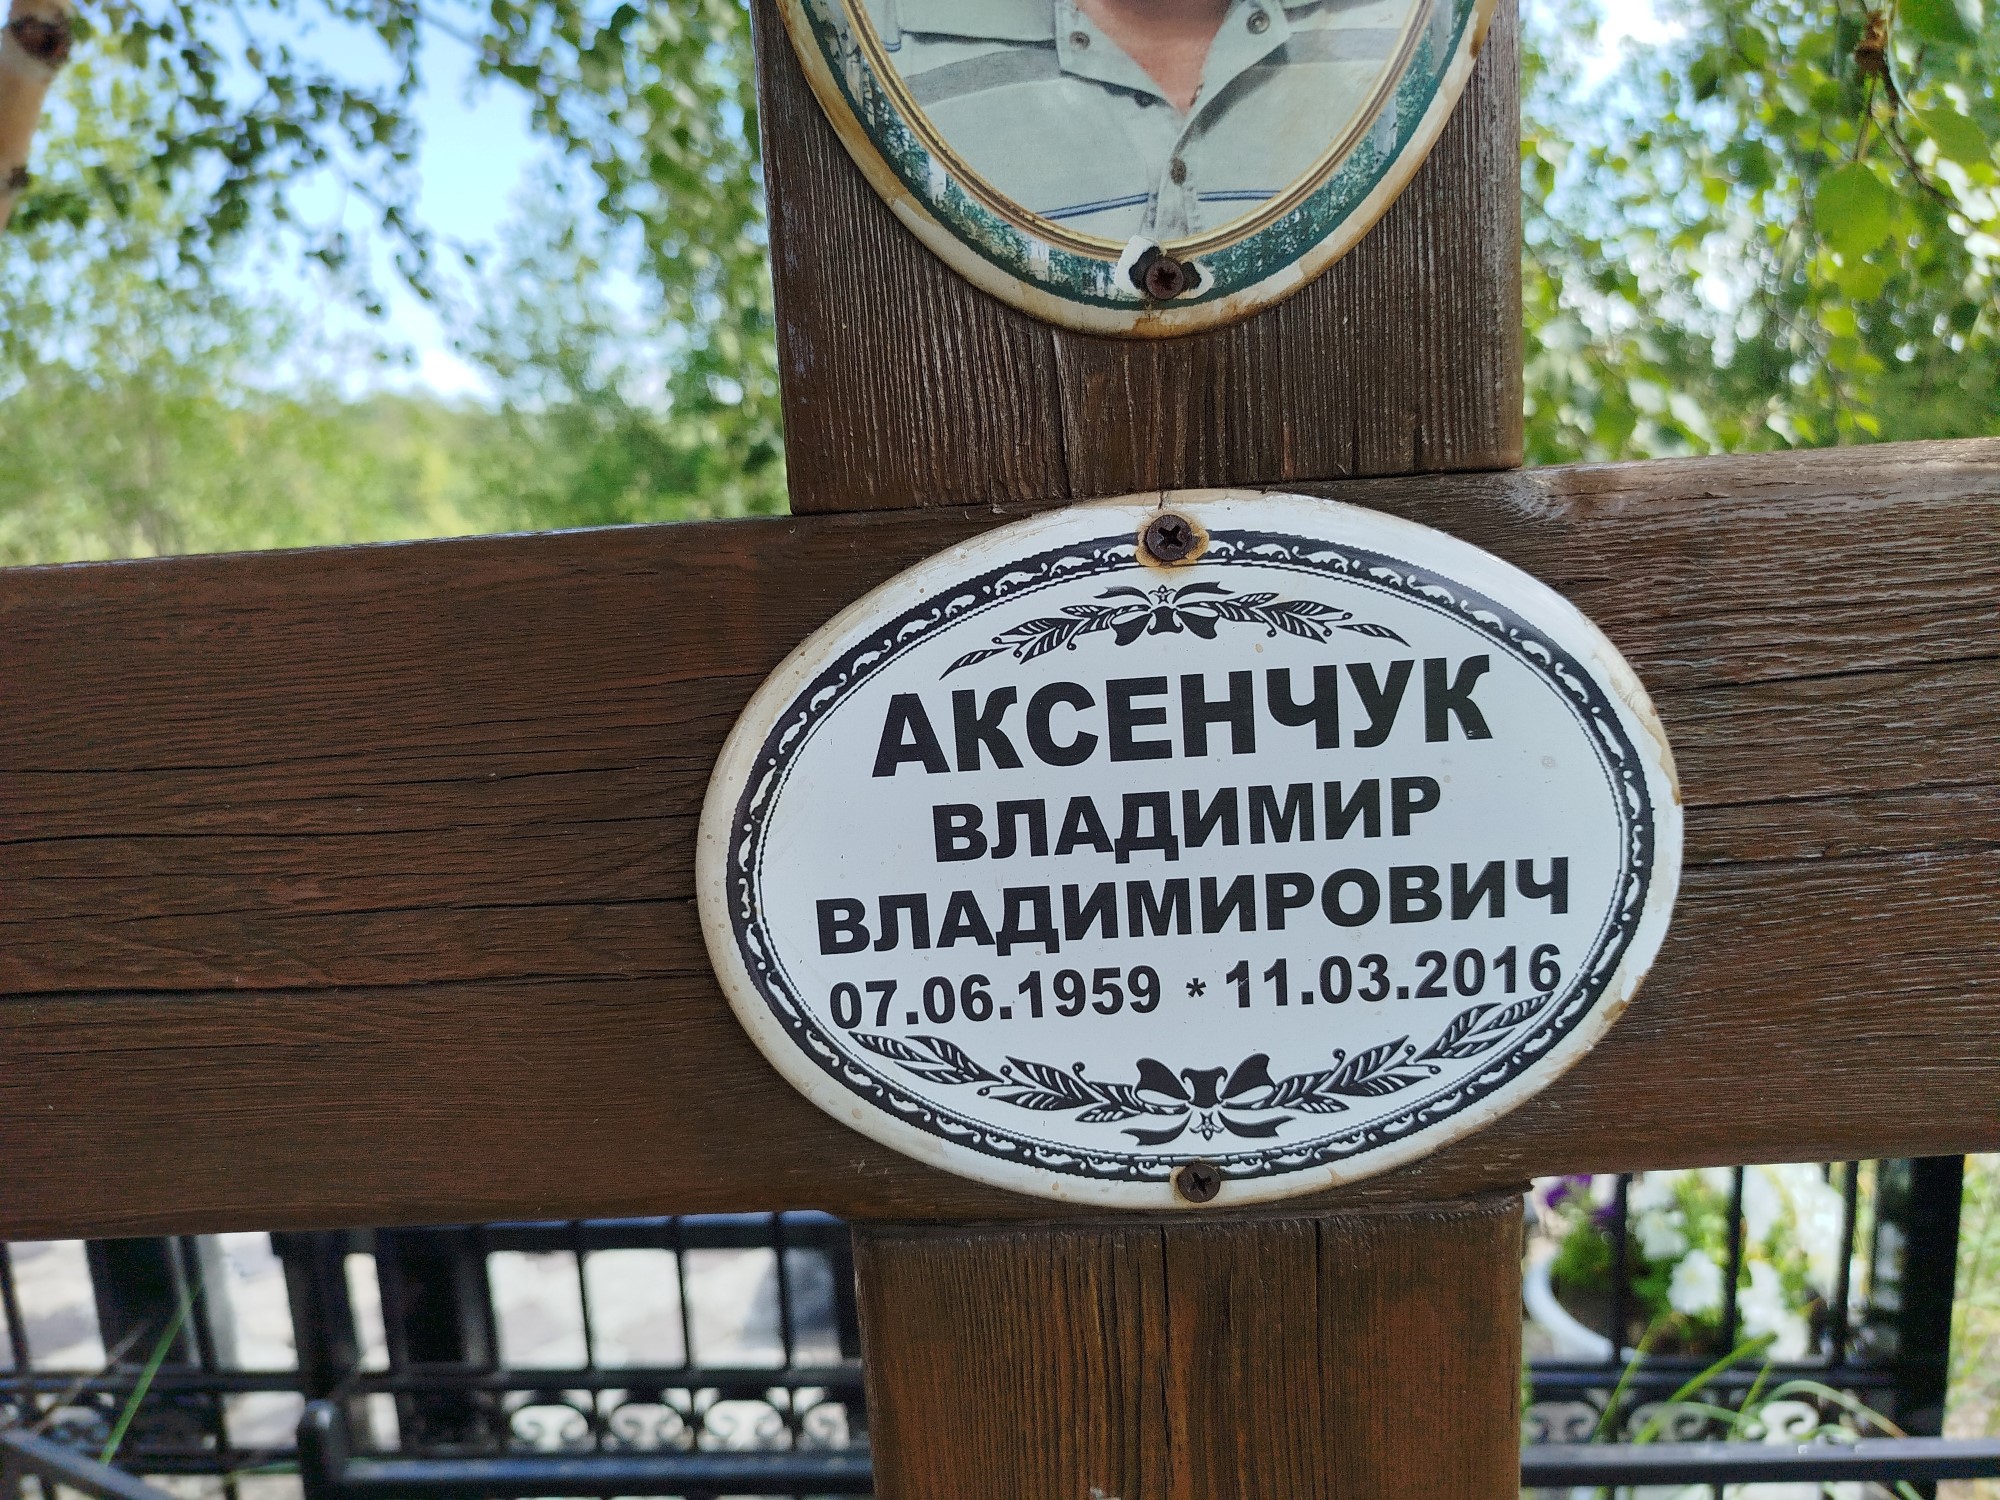 АКСЕНЧУК
ВЛАДИМИР
ВЛАДИМИРОВИЧ
07.06.1959 * 11.03.2016